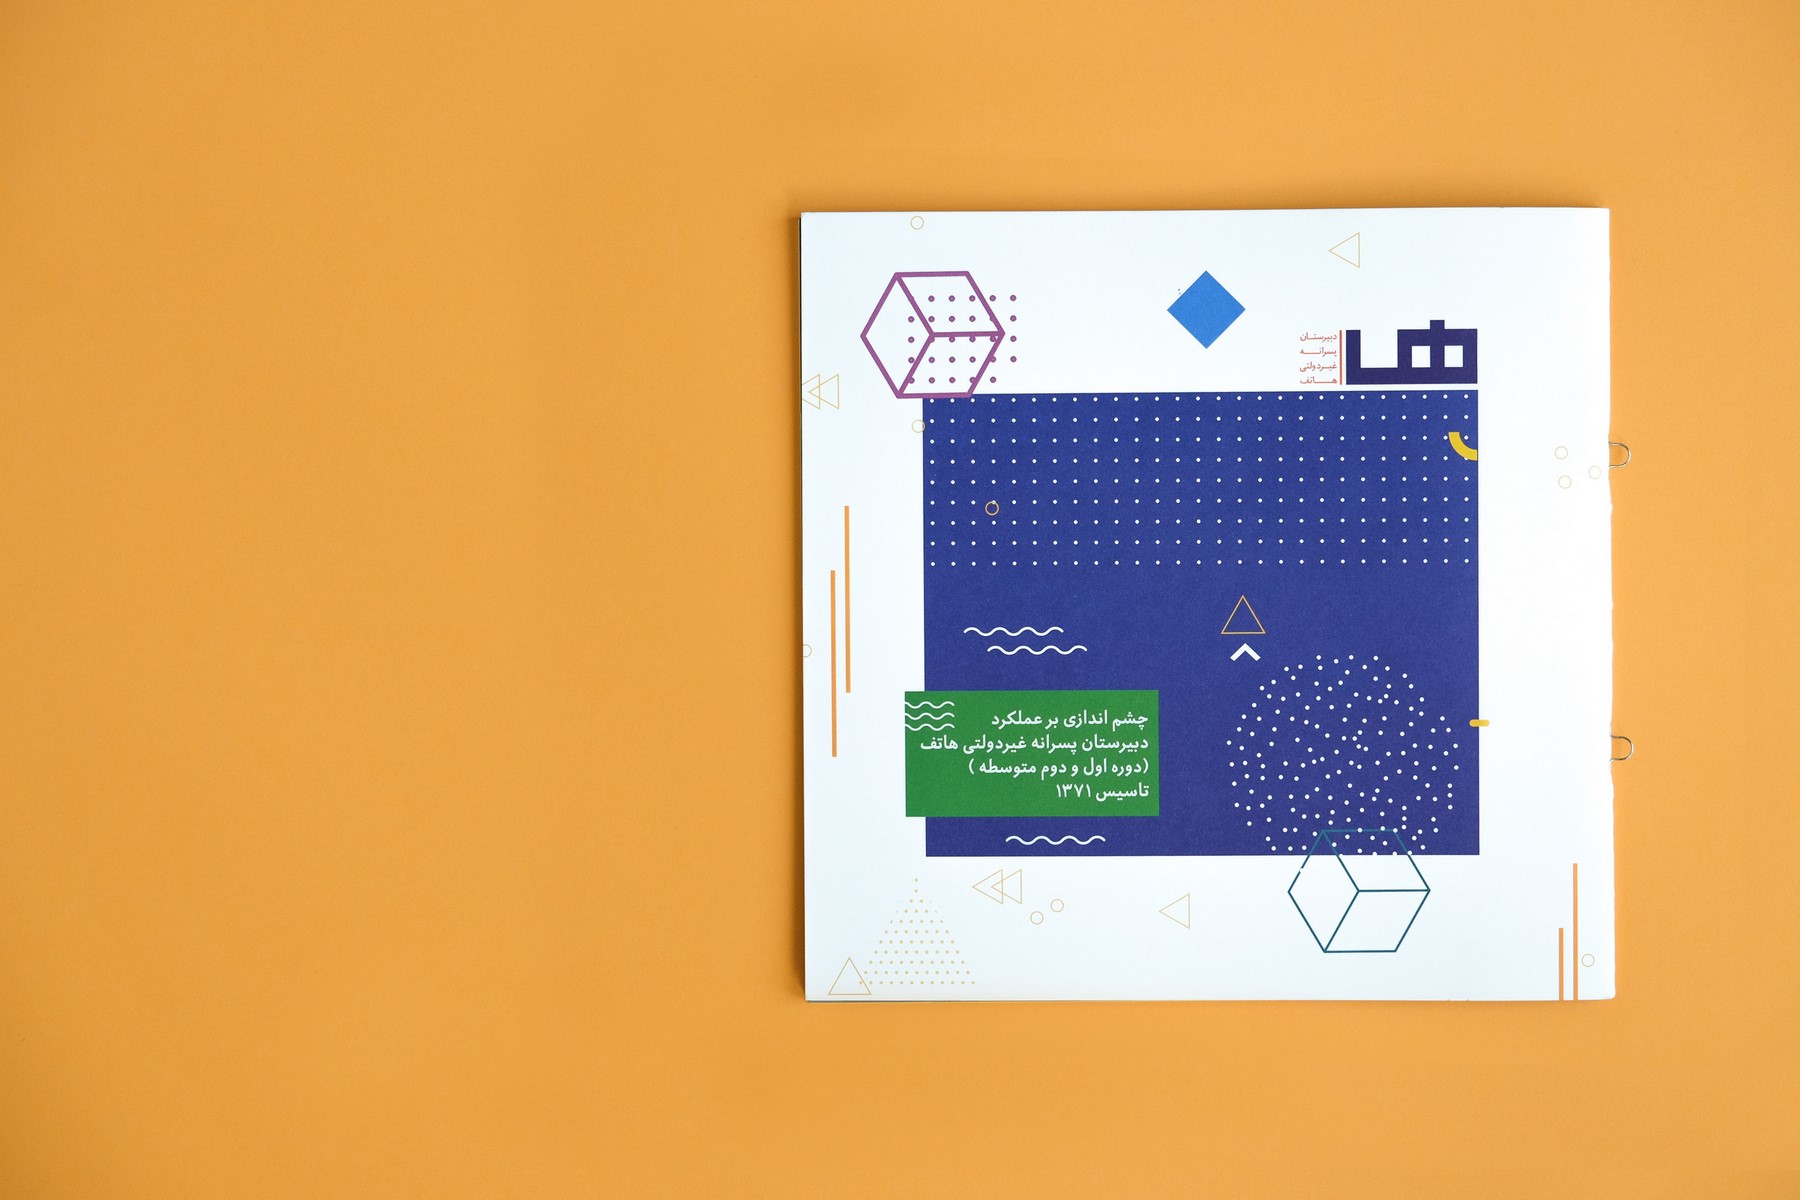 ها
دبیرستان
پسرانه
غیردولتی
هاتف
چشم اندازی بر عملکرد
دبیرستان پسرانه غیردولتی هاتف
(دوره اول و دوم متوسطه )
تاسیس ۱۳۷۱